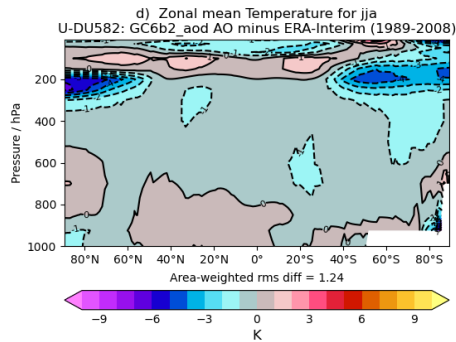 d) Zonal mean Temperature for jja
U-DU582: GC6b2_aod AO minus ERA-Interim (1989-2008)
Pressure / hPa
200
400
600
800
1000
80°N 60°N 40°N 20°N 0° 20°S 40°S 60°S 80°S
Area-weighted rms diff = 1.24
−9 −6 −3 0 3 6 9
K